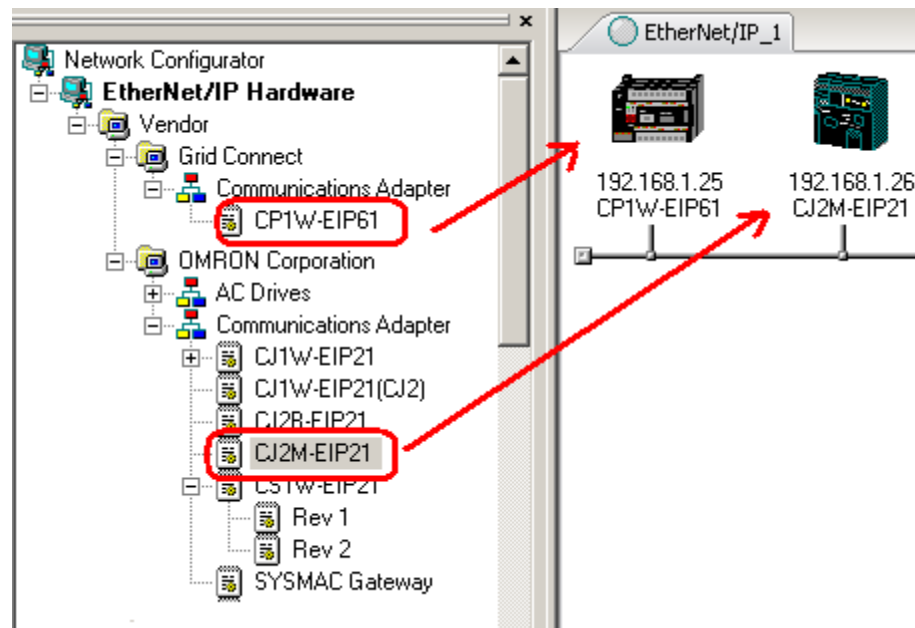 Network Configurator
EtherNet/IP Hardware
Vendor
Grid Connect
Communications Adapter
CP1W-EIP61
OMRON Corporation
AC Drives
Communications Adapter
CJ1W-EIP21
CJ1W-EIP21(CJ2)
CJ2B-EIP21
CJ2M-EIP21
CS1W-EIP21
Rev 1
Rev 2
SYSMAC Gateway
EtherNet/IP_1
192.168.1.25
CP1W-EIP61
192.168.1.26
CJ2M-EIP21